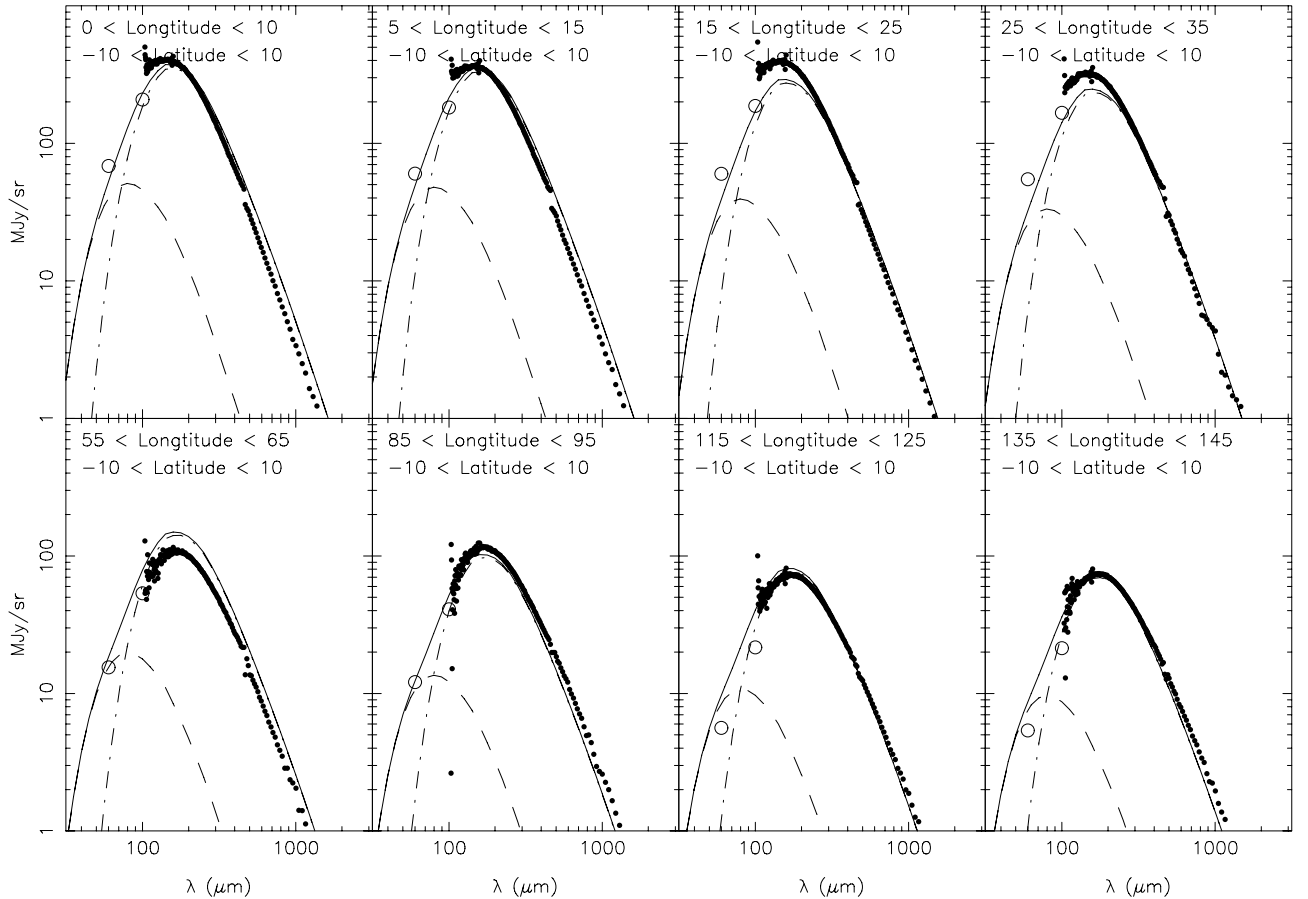 0 < Longtitude < 10
−10 < Latitude < 10
5 < Longtitude < 15
−10 < Latitude < 10
15 < Longtitude < 25
−10 < Latitude < 10
25 < Longtitude < 35
−10 < Latitude < 10
MJy/sr
100
10
1
55 < Longtitude < 65
−10 < Latitude < 10
85 < Longtitude < 95
−10 < Latitude < 10
115 < Longtitude < 125
−10 < Latitude < 10
135 < Longtitude < 145
−10 < Latitude < 10
MJy/sr
100
10
1
100 1000
100 1000
100 1000
100 1000
λ (μm)
λ (μm)
λ (μm)
λ (μm)